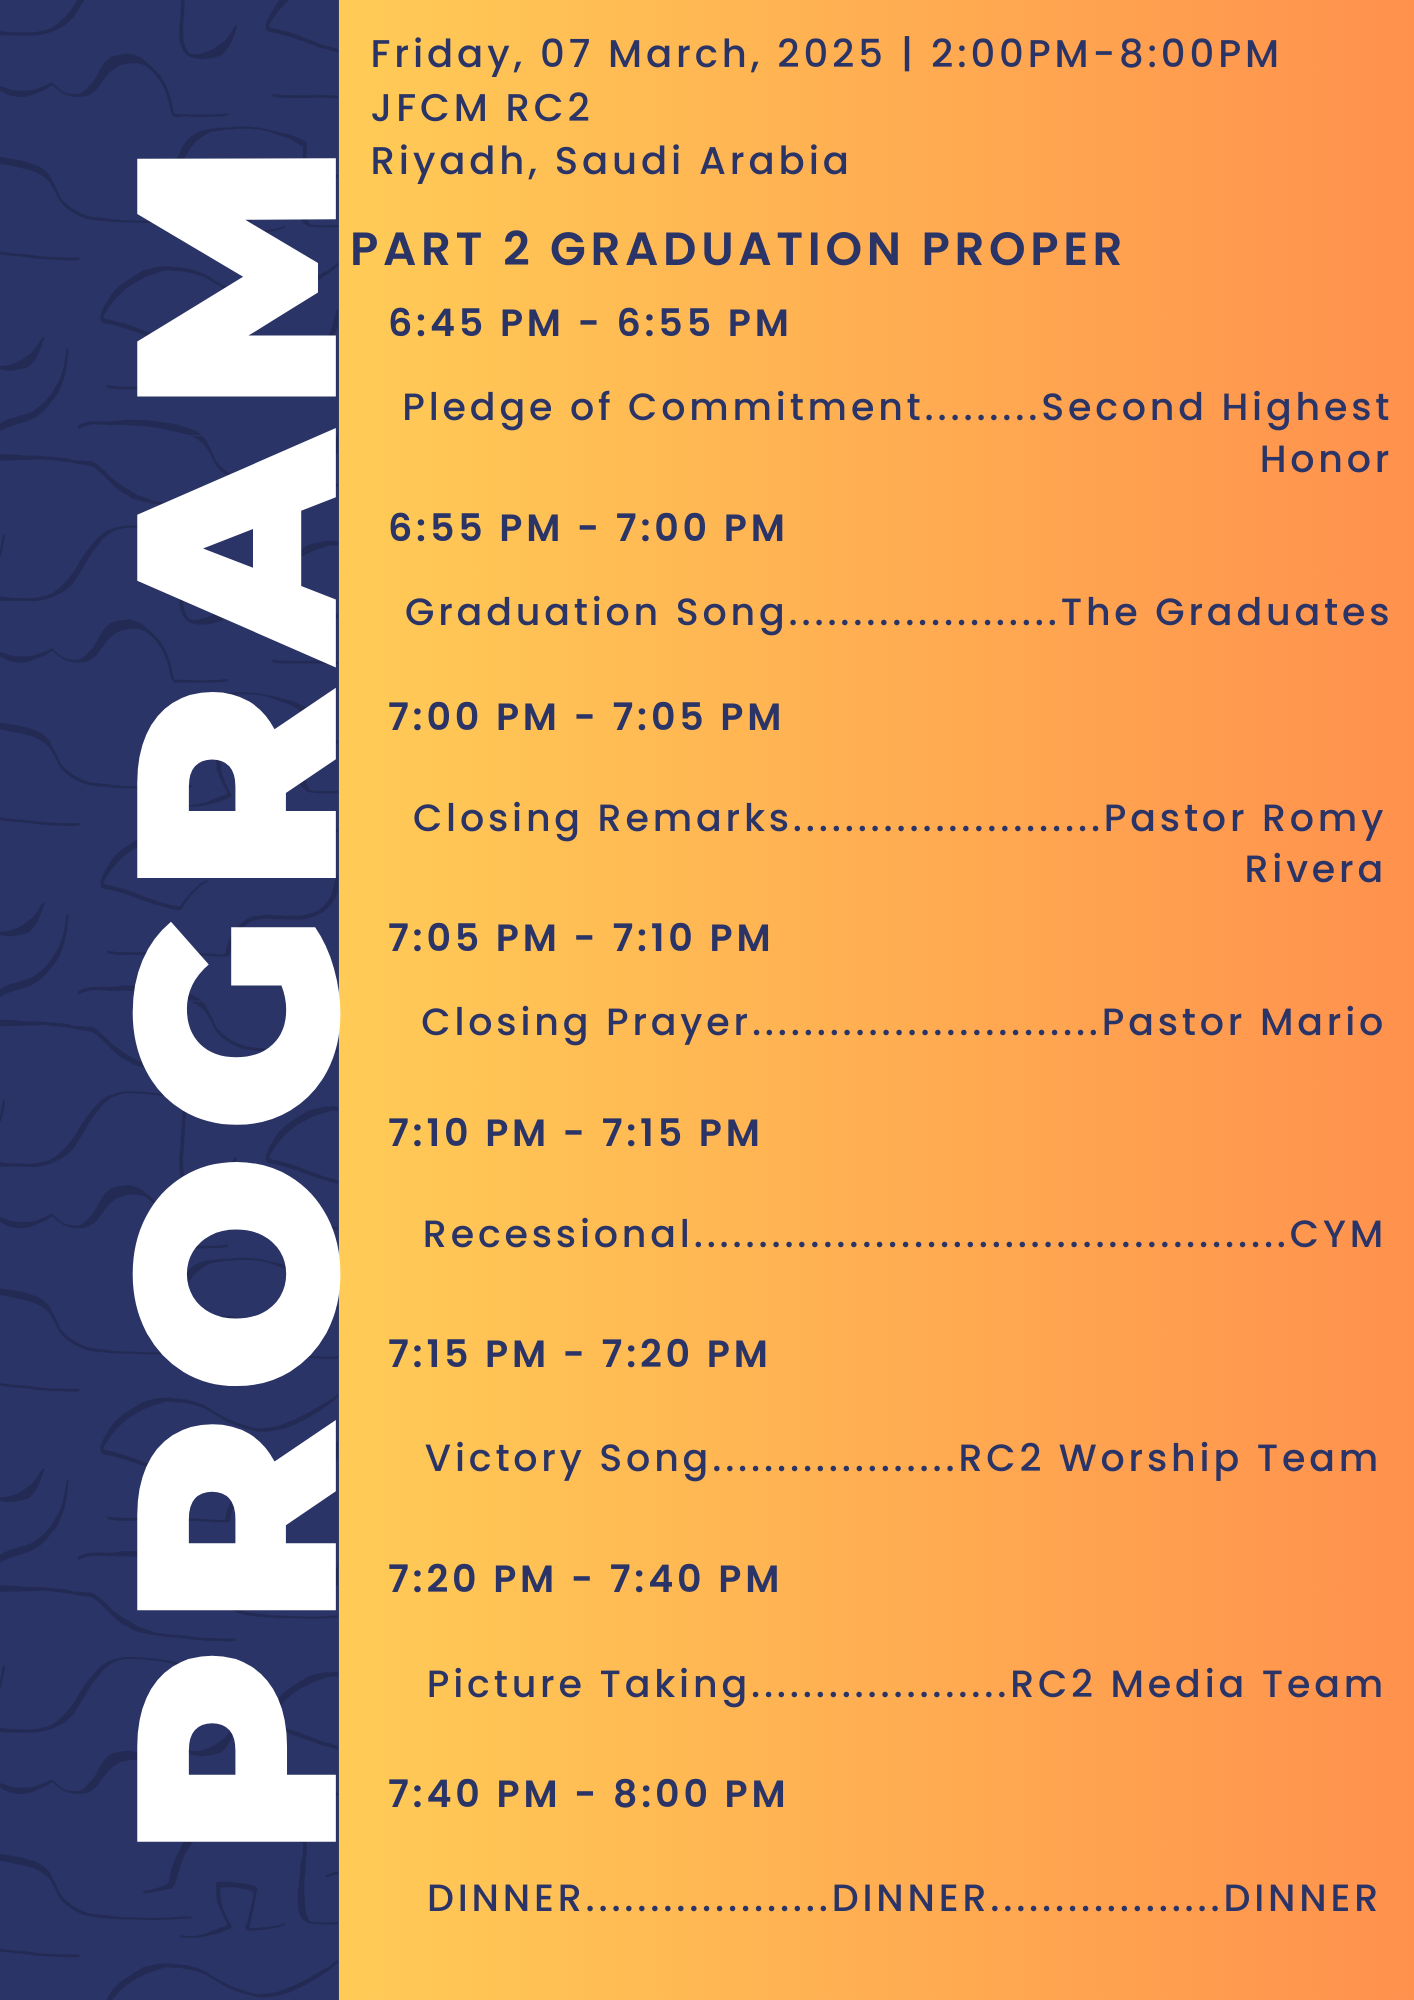 PROGRAM
Friday, 07 March, 2025 | 2:00PM-8:00PM
JFCM RC2
Riyadh, Saudi Arabia
PART 2 GRADUATION PROPER
6:45 PM - 6:55 PM
Pledge of Commitment.........Second Highest
Honor
6:55 PM - 7:00 PM
Graduation Song.....................The Graduates
7:00 PM - 7:05 PM
Closing Remarks........................Pastor Romy
Rivera
7:05 PM - 7:10 PM
Closing Prayer...........................Pastor Mario
7:10 PM - 7:15 PM
Recessional..............................................CYM
7:15 PM - 7:20 PM
Victory Song...................RC2 Worship Team
7:20 PM - 7:40 PM
Picture Taking....................RC2 Media Team
7:40 PM - 8:00 PM
DINNER...................DINNER..................DINNER